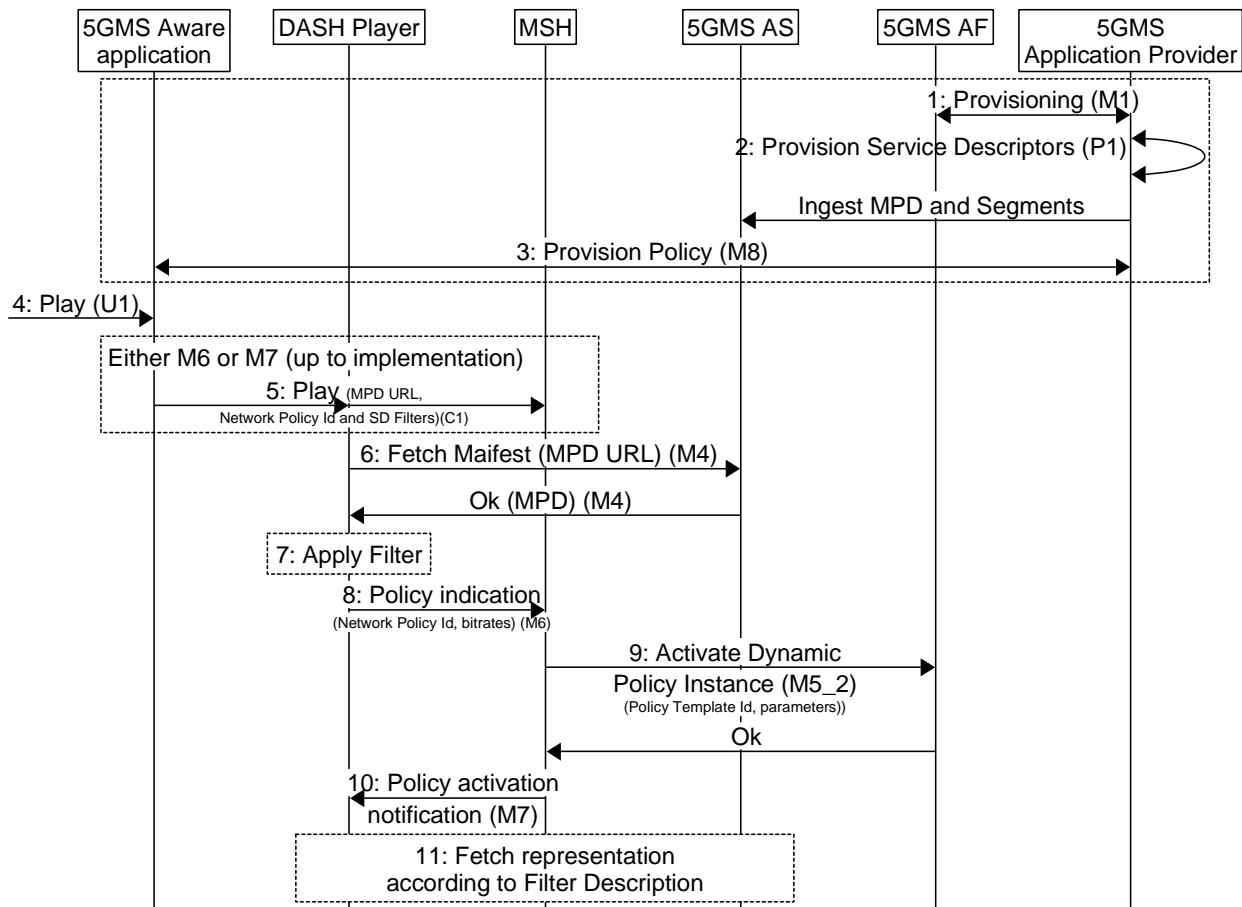 5GMS Aware
application
DASH Player
MSH
5GMS AS
5GMS AF
5GMS
Application Provider
1: Provisioning (M1)
2: Provision Service Descriptors (P1)
Ingest MPD and Segments
3: Provision Policy (M8)
4: Play (U1)
Either M6 or M7 (up to implementation)
5: Play (MPD URL,
Network Policy Id and SD Filters)(C1)
6: Fetch Maifest (MPD URL) (M4)
Ok (MPD) (M4)
7: Apply Filter
8: Policy indication
(Network Policy Id, bitrates) (M6)
9: Activate Dynamic
Policy Instance (M5_2)
(Policy Template Id, parameters))
Ok
10: Policy activation
notification (M7)
11: Fetch representation
according to Filter Description